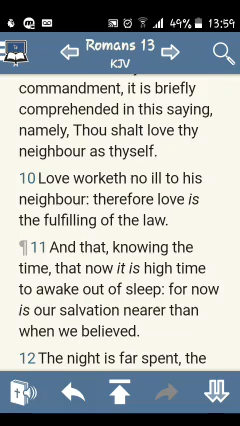 49% 13:59
Romans 13
KJV
commandment, it is briefly
comprehended in this saying,
namely, Thou shalt love thy
neighbour as thyself.
10 Love worketh no ill to his
neighbour: therefore love is
the fulfilling of the law.
¶ 11 And that, knowing the
time, that now it is high time
to awake out of sleep: for now
is our salvation nearer than
when we believed.
12 The night is far spent, the